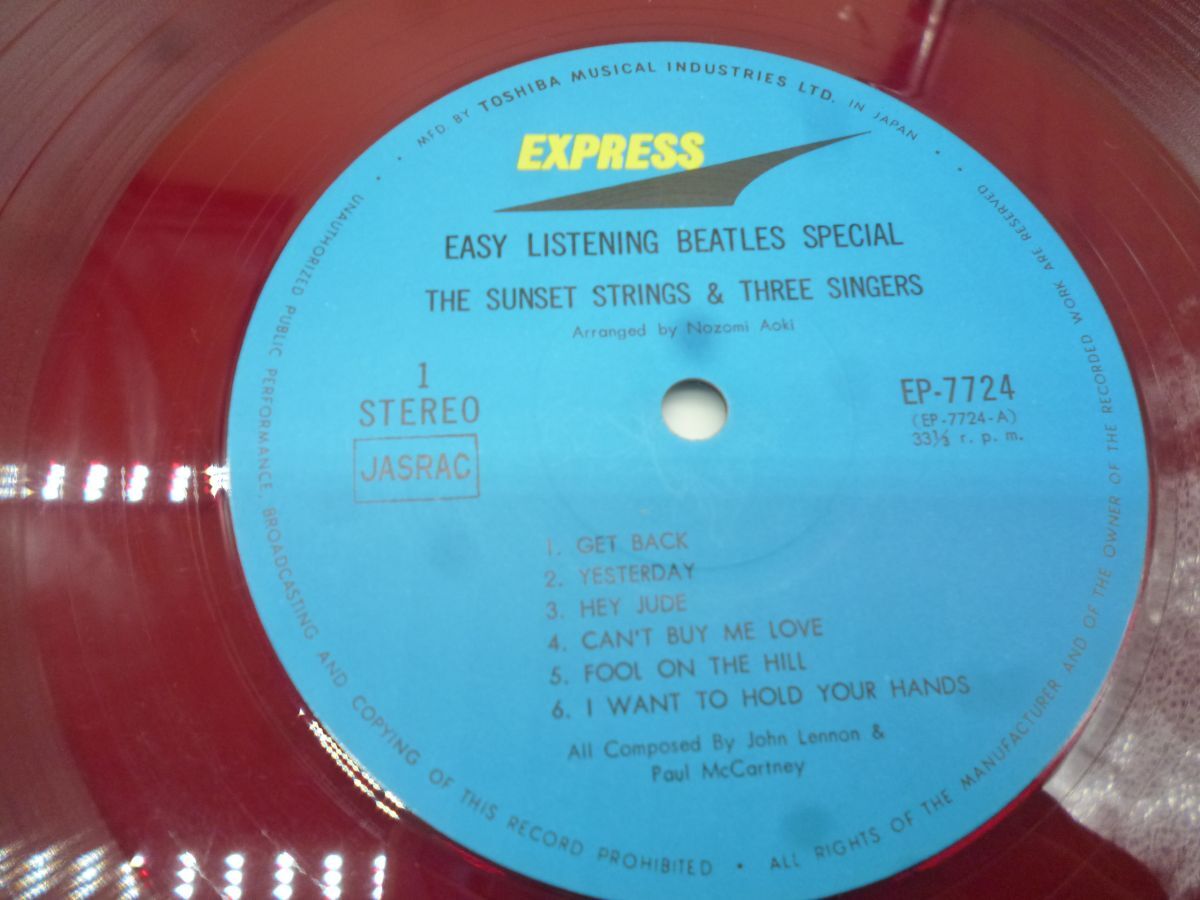 MFD. BY TOSHIBA MUSICAL INDUSTRIES LTD. IN JAPAN
EXPRESS
EASY LISTENING BEATLES SPECIAL
THE SUNSET STRINGS & THREE SINGERS
Arranged by Nozomi Aoki
1
STEREO
JASRAC
EP-7724
(EP-7724-A)
33⅓ r. p. m.
1. GET BACK
2. YESTERDAY
3. HEY JUDE
4. CAN'T BUY ME LOVE
5. FOOL ON THE HILL
6. I WANT TO HOLD YOUR HANDS
All Composed By John Lennon &
Paul McCartney
UNAUTHORIZED PUBLIC PERFORMANCE, BROADCASTING AND COPYING OF THIS RECORD PROHIBITED • ALL RIGHTS OF THE MANUFACTURER AND OF THE OWNER OF THE RECORDED WORK ARE RESERVED